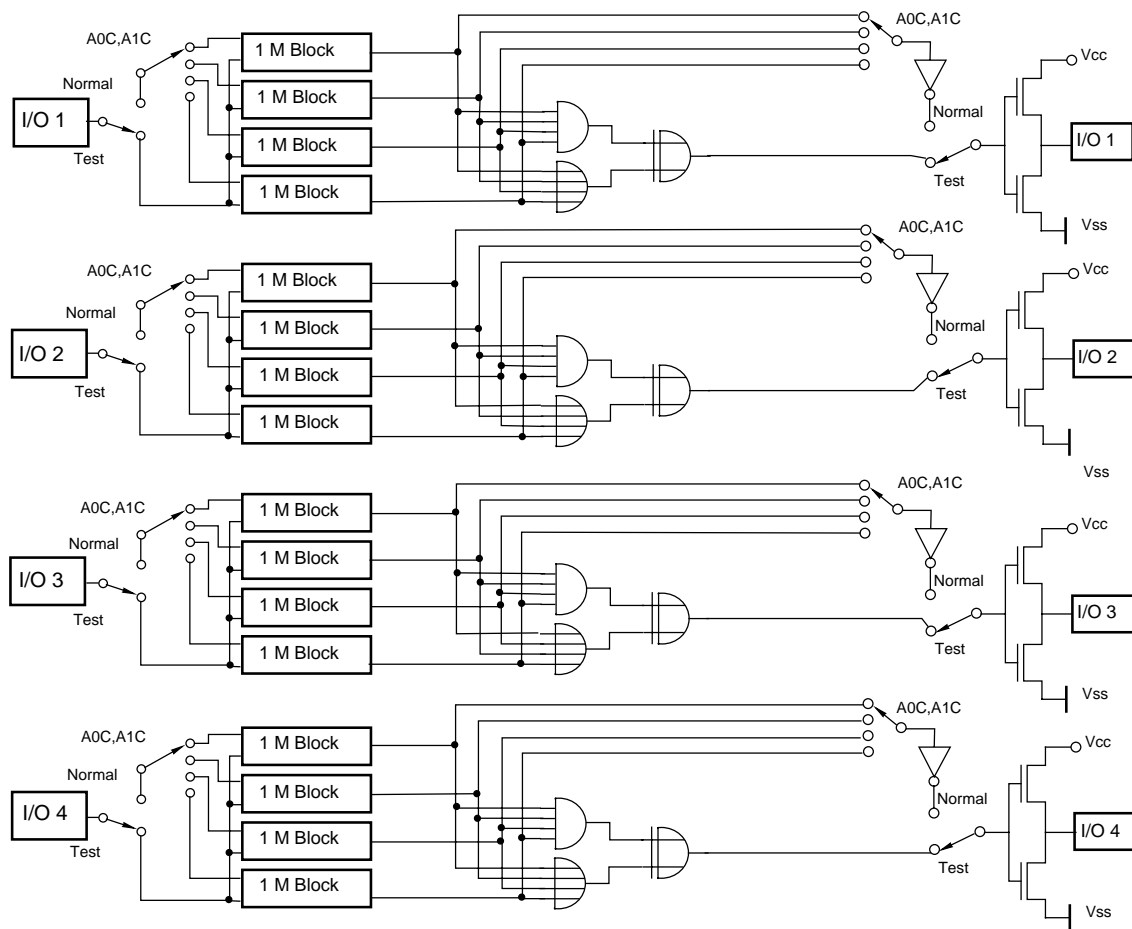 A0C,A1C
A0C,A1C
1 M Block
Vcc
Normal
1 M Block
Normal
I/O 1
I/O 1
1 M Block
Test
Test
1 M Block
Vss
A0C,A1C
A0C,A1C
1 M Block
Vcc
Normal
1 M Block
Normal
I/O 2
I/O 2
1 M Block
Test
Test
1 M Block
Vss
A0C,A1C
A0C,A1C
1 M Block
Vcc
Normal
1 M Block
Normal
I/O 3
I/O 3
1 M Block
Test
Test
1 M Block
Vss
A0C,A1C
A0C,A1C
1 M Block
Vcc
Normal
1 M Block
Normal
I/O 4
I/O 4
1 M Block
Test
Test
1 M Block
Vss